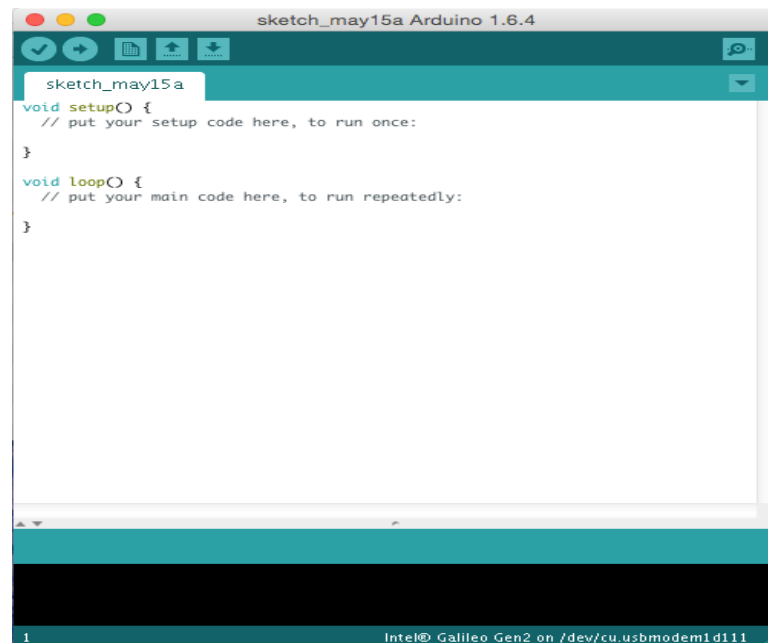 sketch_may15a Arduino 1.6.4
sketch_may15a
void setup() {
  // put your setup code here, to run once:
}
void loop() {
  // put your main code here, to run repeatedly:
}
1
Intel® Galileo Gen2 on /dev/cu.usbmodem1d111